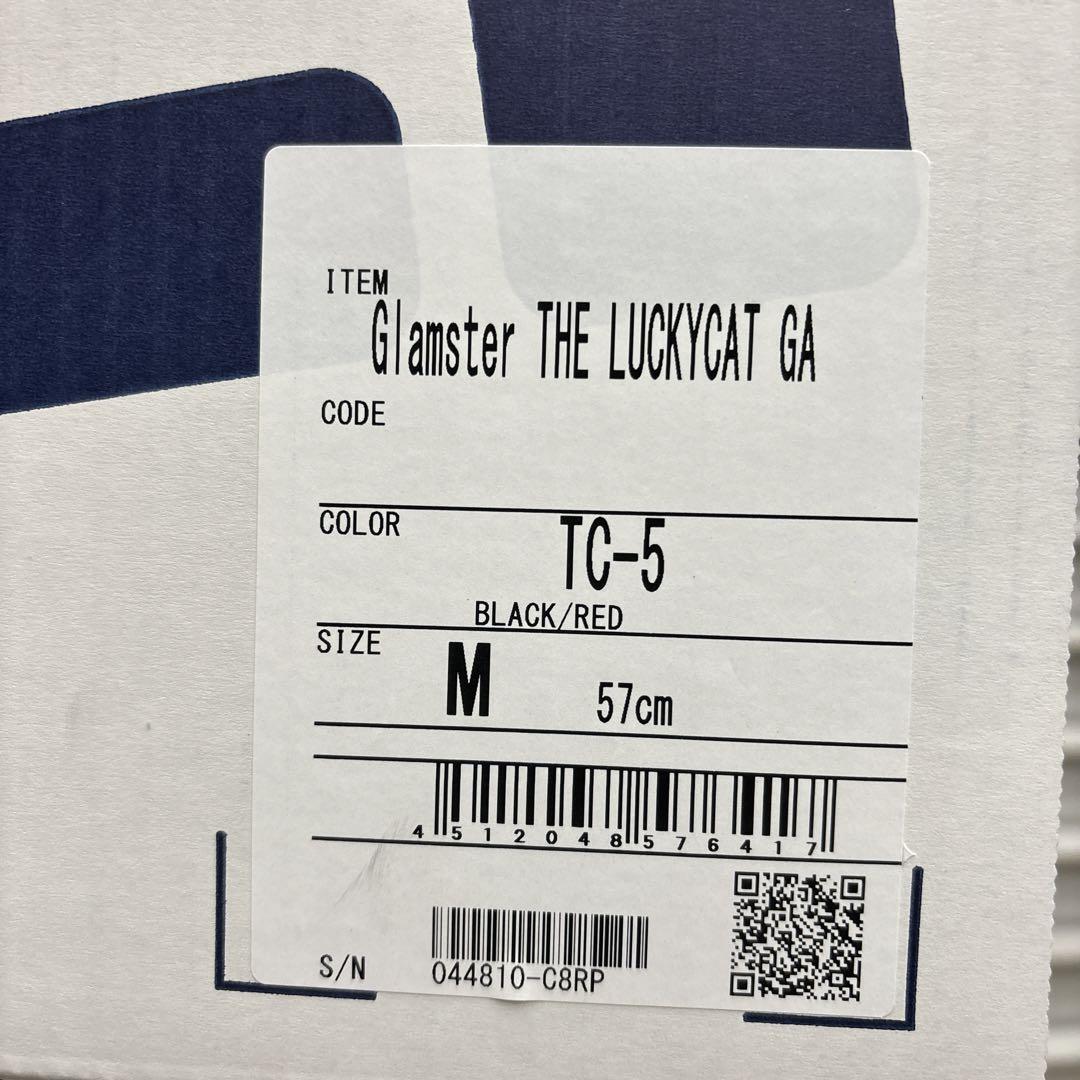 ITEM
Glamster THE LUCKYCAT GA
CODE
COLOR
TC-5
BLACK/RED
SIZE
M 57cm
4 512048 576417
S/N
044810-C8RP